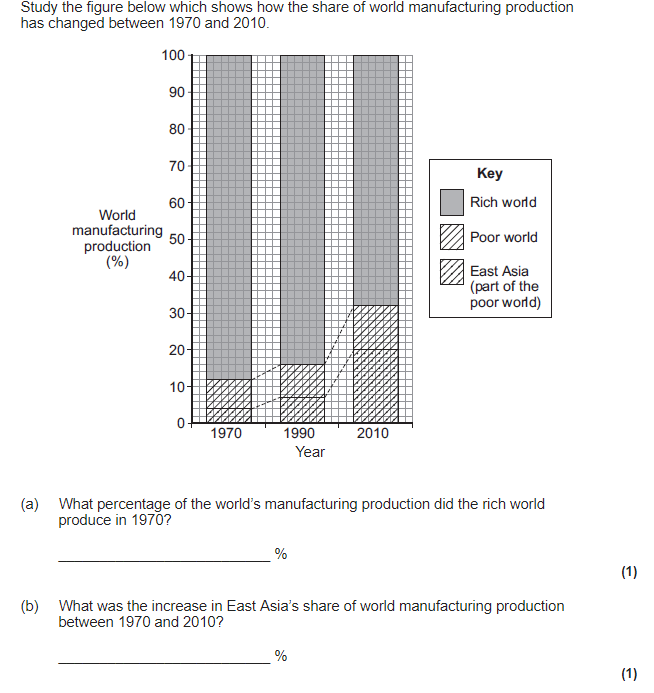 Study the figure below which shows how the share of world manufacturing production
has changed between 1970 and 2010.
100
90
80
70
60
50
40
30
20
10
0
World
manufacturing
production
(%)
1970
1990
2010
Year
Key
Rich world
Poor world
East Asia
(part of the
poor world)
(a) What percentage of the world's manufacturing production did the rich world
produce in 1970?
%
(1)
(b) What was the increase in East Asia's share of world manufacturing production
between 1970 and 2010?
%
(1)